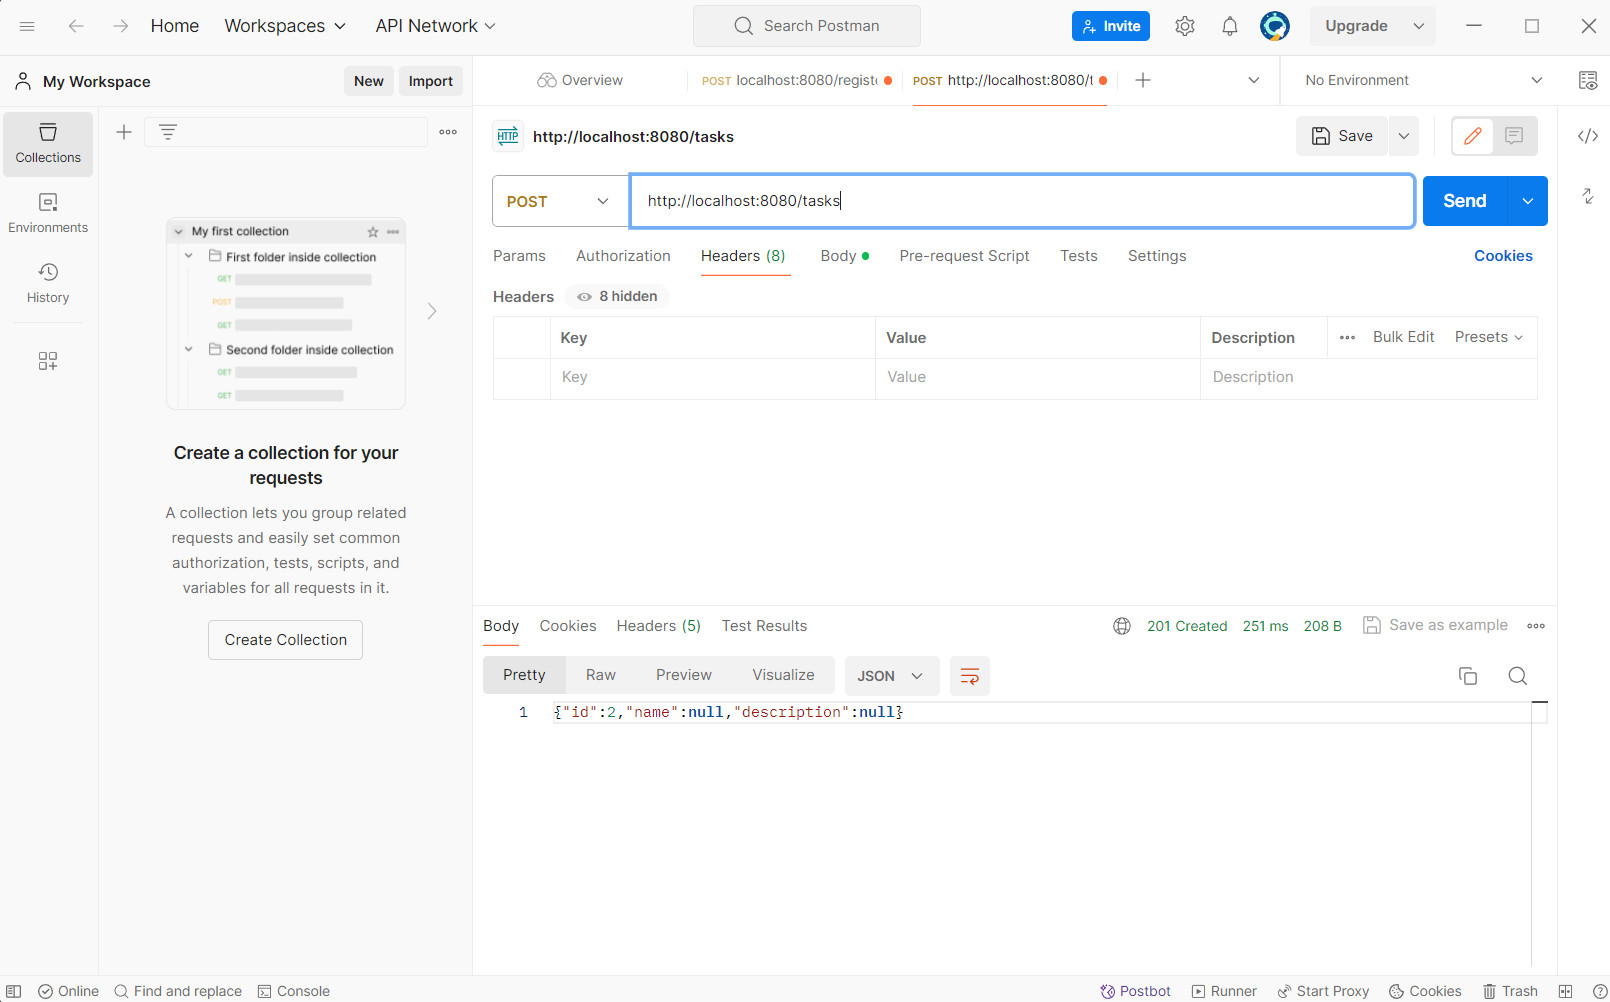 Home
Workspaces
API Network
Search Postman
Invite
Upgrade
My Workspace
New
Import
Overview
POST localhost:8080/regist
POST http://localhost:8080/t
No Environment
Collections
Environments
History
My first collection
First folder inside collection
GET
POST
GET
Second folder inside collection
GET
GET
Create a collection for your
requests
A collection lets you group related
requests and easily set common
authorization, tests, scripts, and
variables for all requests in it.
Create Collection
HTTP
http://localhost:8080/tasks
Save
POST
http://localhost:8080/tasks
Send
Params
Authorization
Headers (8)
Body
Pre-request Script
Tests
Settings
Cookies
Headers
8 hidden
Key
Value
Description
Bulk Edit
Presets
Key
Value
Description
Body
Cookies
Headers (5)
Test Results
201 Created
251 ms
208 B
Save as example
Pretty
Raw
Preview
Visualize
JSON
1
{"id":2,"name":null,"description":null}
Online
Find and replace
Console
Postbot
Runner
Start Proxy
Cookies
Trash